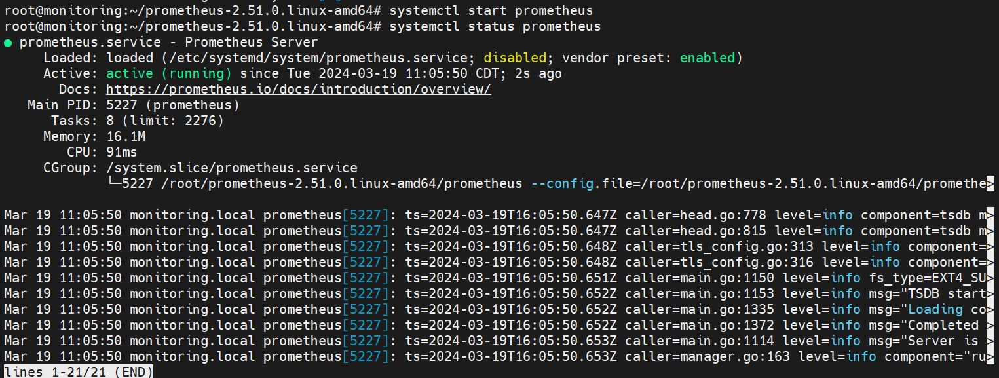 root@monitoring:~/prometheus-2.51.0.linux-amd64# systemctl start prometheus
root@monitoring:~/prometheus-2.51.0.linux-amd64# systemctl status prometheus
● prometheus.service - Prometheus Server
     Loaded: loaded (/etc/systemd/system/prometheus.service; disabled; vendor preset: enabled)
     Active: active (running) since Tue 2024-03-19 11:05:50 CDT; 2s ago
       Docs: https://prometheus.io/docs/introduction/overview/
   Main PID: 5227 (prometheus)
      Tasks: 8 (limit: 2276)
     Memory: 16.1M
        CPU: 91ms
     CGroup: /system.slice/prometheus.service
             └─5227 /root/prometheus-2.51.0.linux-amd64/prometheus --config.file=/root/prometheus-2.51.0.linux-amd64/promethe>
Mar 19 11:05:50 monitoring.local prometheus[5227]: ts=2024-03-19T16:05:50.647Z caller=head.go:778 level=info component=tsdb m>
Mar 19 11:05:50 monitoring.local prometheus[5227]: ts=2024-03-19T16:05:50.647Z caller=head.go:815 level=info component=tsdb m>
Mar 19 11:05:50 monitoring.local prometheus[5227]: ts=2024-03-19T16:05:50.648Z caller=tls_config.go:313 level=info component=>
Mar 19 11:05:50 monitoring.local prometheus[5227]: ts=2024-03-19T16:05:50.648Z caller=tls_config.go:316 level=info component=>
Mar 19 11:05:50 monitoring.local prometheus[5227]: ts=2024-03-19T16:05:50.651Z caller=main.go:1150 level=info fs_type=EXT4_SU>
Mar 19 11:05:50 monitoring.local prometheus[5227]: ts=2024-03-19T16:05:50.652Z caller=main.go:1153 level=info msg="TSDB start>
Mar 19 11:05:50 monitoring.local prometheus[5227]: ts=2024-03-19T16:05:50.652Z caller=main.go:1335 level=info msg="Loading co>
Mar 19 11:05:50 monitoring.local prometheus[5227]: ts=2024-03-19T16:05:50.652Z caller=main.go:1372 level=info msg="Completed >
Mar 19 11:05:50 monitoring.local prometheus[5227]: ts=2024-03-19T16:05:50.653Z caller=main.go:1114 level=info msg="Server is >
Mar 19 11:05:50 monitoring.local prometheus[5227]: ts=2024-03-19T16:05:50.653Z caller=manager.go:163 level=info component="ru>
lines 1-21/21 (END)